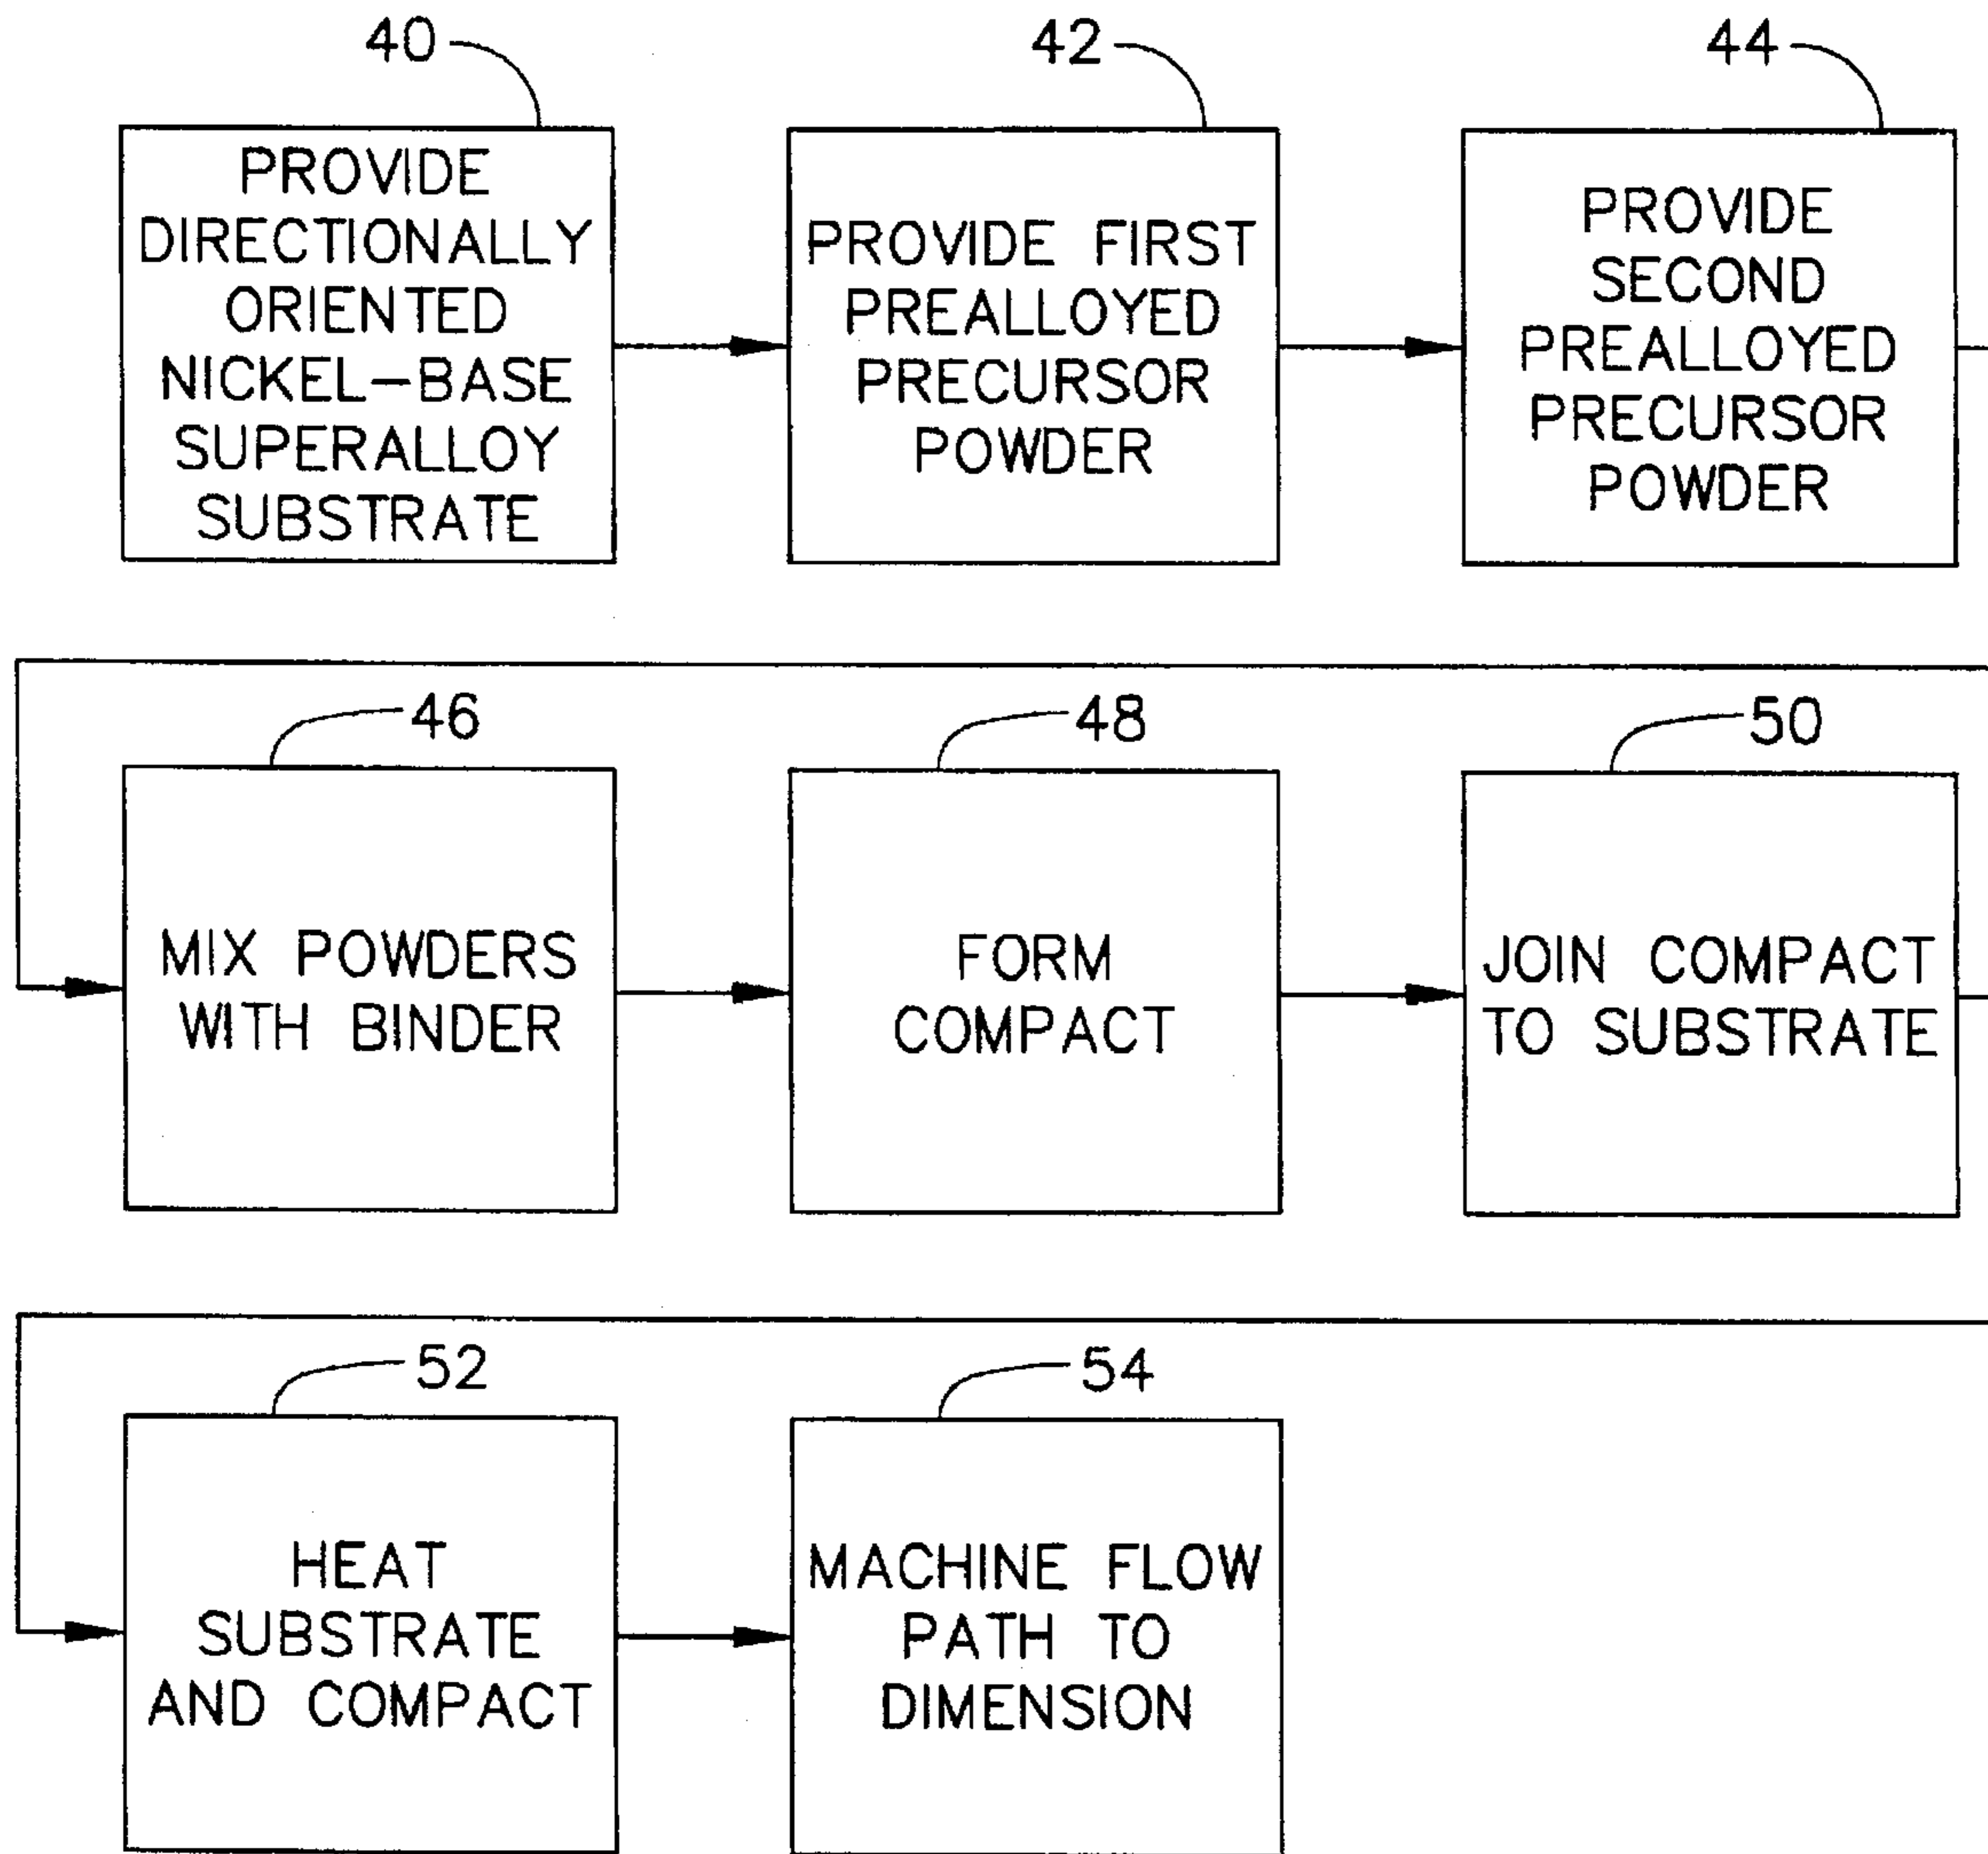 40
PROVIDE
DIRECTIONALLY
ORIENTED
NICKEL-BASE
SUPERALLOY
SUBSTRATE
42
PROVIDE FIRST
PREALLOYED
PRECURSOR
POWDER
44
PROVIDE
SECOND
PREALLOYED
PRECURSOR
POWDER
46
MIX POWDERS
WITH BINDER
48
FORM
COMPACT
50
JOIN COMPACT
TO SUBSTRATE
52
HEAT
SUBSTRATE
AND COMPACT
54
MACHINE FLOW
PATH TO
DIMENSION